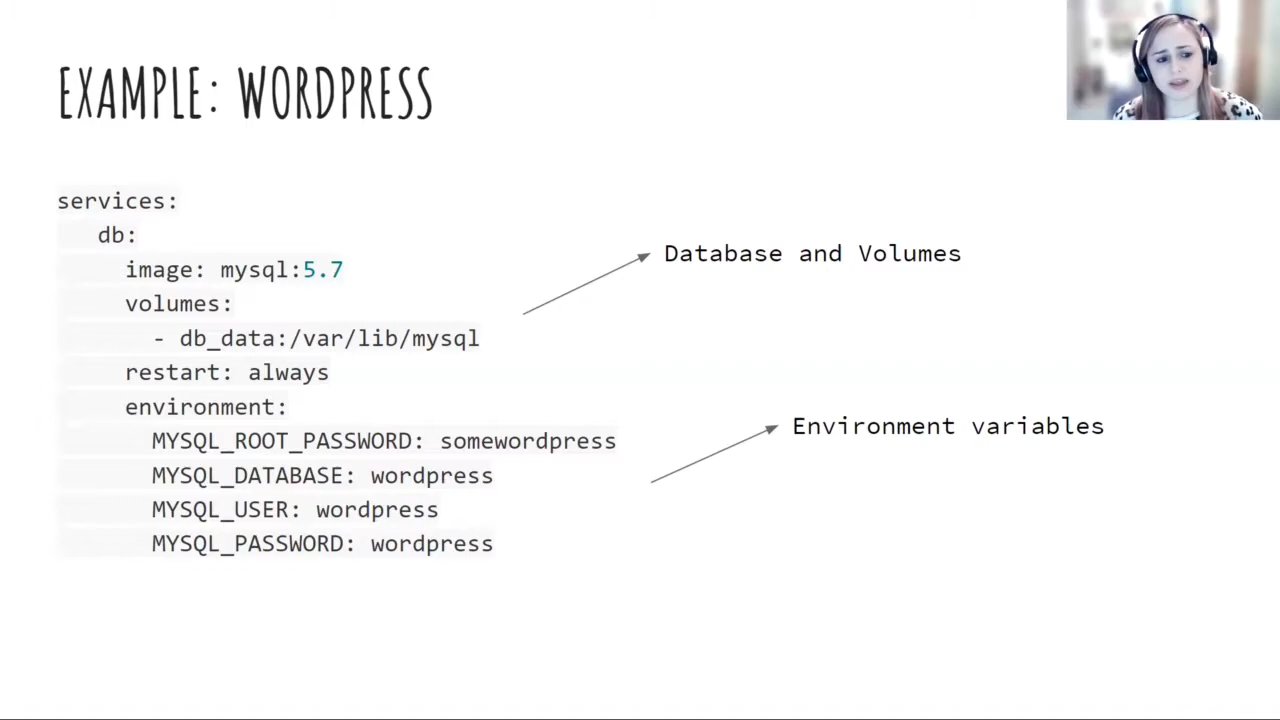 EXAMPLE: WORDPRESS
services:
db:
image: mysql:5.7
volumes:
- db_data:/var/lib/mysql
restart: always
environment:
MYSQL_ROOT_PASSWORD: somewordpress
MYSQL_DATABASE: wordpress
MYSQL_USER: wordpress
MYSQL_PASSWORD: wordpress
Database and Volumes
Environment variables